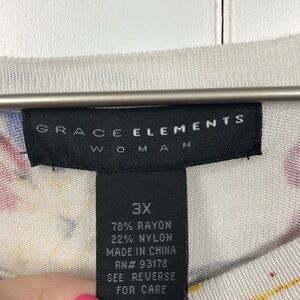 GRACE ELEMENTS
WOMAN
3X
78% RAYON
22% NYLON
MADE IN CHINA
RN# 93178
SEE REVERSE
FOR CARE